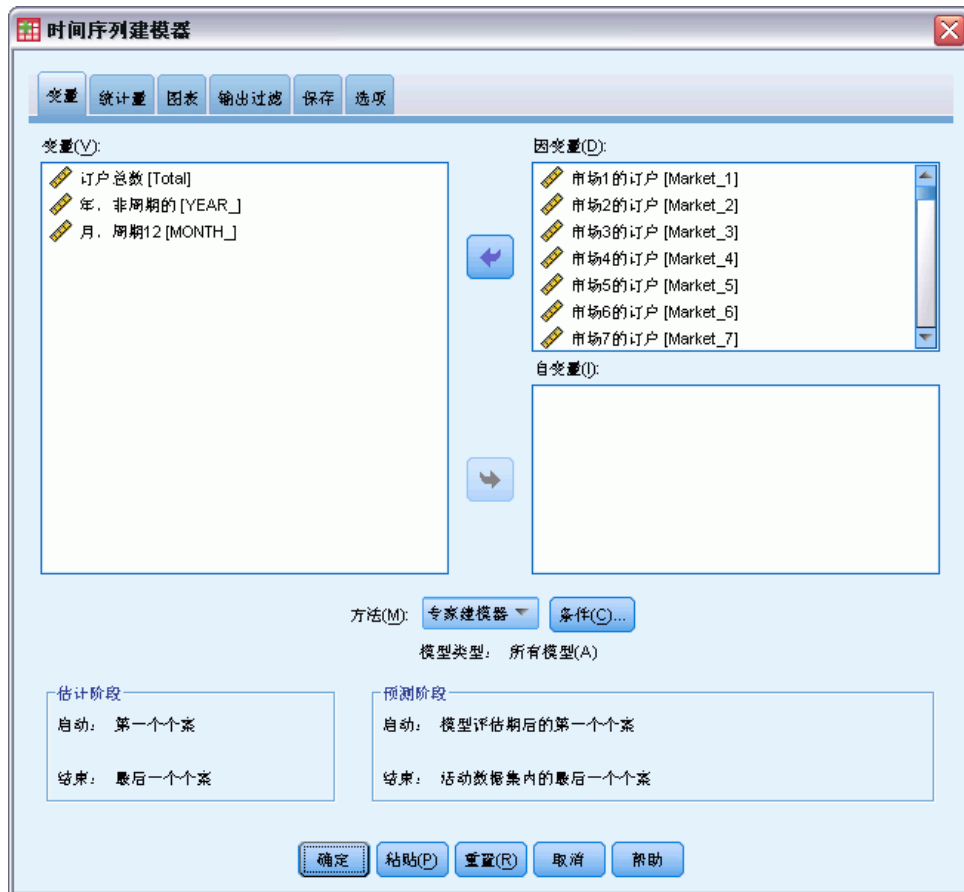 时间序列建模器
变量 统计量 图表 输出过滤 保存 选项
变量(V):
订户总数 [Total]
年，非周期的 [YEAR_]
月，周期12 [MONTH_]
因变量(D):
市场1的订户 [Market_1]
市场2的订户 [Market_2]
市场3的订户 [Market_3]
市场4的订户 [Market_4]
市场5的订户 [Market_5]
市场6的订户 [Market_6]
市场7的订户 [Market_7]
自变量(I):
方法(M): 专家建模器 条件(C)...
模型类型： 所有模型(A)
估计阶段
启动： 第一个个案
结束： 最后一个个案
预测阶段
启动： 模型评估期后的第一个个案
结束： 活动数据集内的最后一个个案
确定 粘贴(P) 重置(R) 取消 帮助